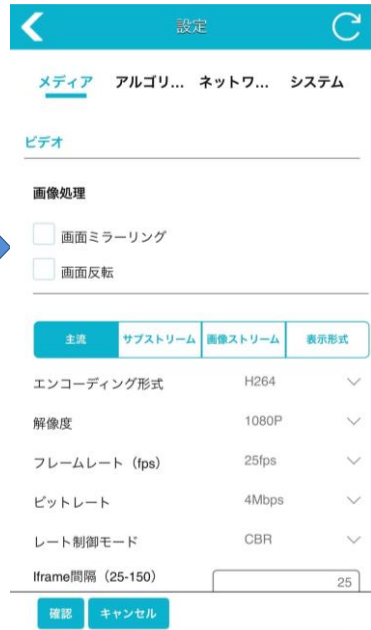 設定
メディア アルゴリ... ネットワ... システム
ビデオ
画像処理
画面ミラーリング
画面反転
主流 サブストリーム 画像ストリーム 表示形式
エンコーディング形式 H264
解像度 1080P
フレームレート（fps） 25fps
ビットレート 4Mbps
レート制御モード CBR
Iframe間隔（25-150） 25
確認 キャンセル